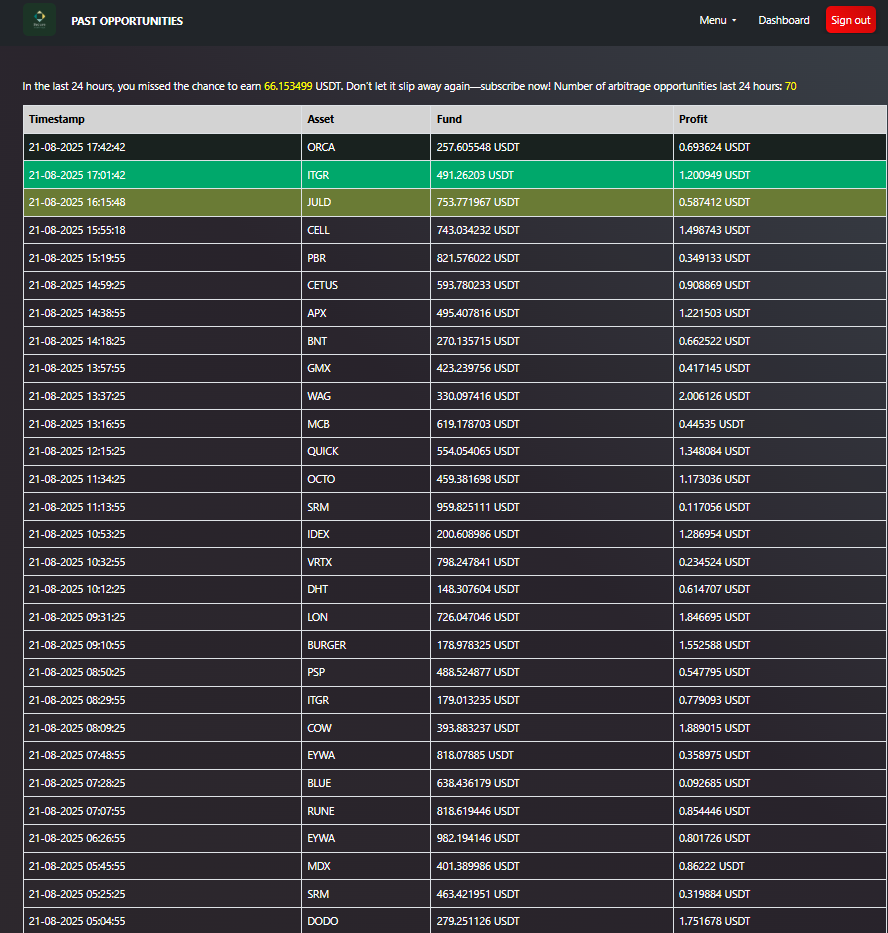 PAST OPPORTUNITIES Menu Dashboard Sign out
In the last 24 hours, you missed the chance to earn 66.153499 USDT. Don't let it slip away again—subscribe now! Number of arbitrage opportunities last 24 hours: 70
Timestamp Asset Fund Profit
21-08-2025 17:42:42 ORCA 257.605548 USDT 0.693624 USDT
21-08-2025 17:01:42 ITGR 491.26203 USDT 1.200949 USDT
21-08-2025 16:15:48 JULD 753.771967 USDT 0.587412 USDT
21-08-2025 15:55:18 CELL 743.034232 USDT 1.498743 USDT
21-08-2025 15:19:55 PBR 821.576022 USDT 0.349133 USDT
21-08-2025 14:59:25 CETUS 593.780233 USDT 0.908869 USDT
21-08-2025 14:38:55 APX 495.407816 USDT 1.221503 USDT
21-08-2025 14:18:25 BNT 270.135715 USDT 0.662522 USDT
21-08-2025 13:57:55 GMX 423.239756 USDT 0.417145 USDT
21-08-2025 13:37:25 WAG 330.097416 USDT 2.006126 USDT
21-08-2025 13:16:55 MCB 619.178703 USDT 0.44535 USDT
21-08-2025 12:15:25 QUICK 554.054065 USDT 1.348084 USDT
21-08-2025 11:34:25 OCTO 459.381698 USDT 1.173036 USDT
21-08-2025 11:13:55 SRM 959.825111 USDT 0.117056 USDT
21-08-2025 10:53:25 IDEX 200.608986 USDT 1.286954 USDT
21-08-2025 10:32:55 VRTX 798.247841 USDT 0.234524 USDT
21-08-2025 10:12:25 DHT 148.307604 USDT 0.614707 USDT
21-08-2025 09:31:25 LON 726.047046 USDT 1.846695 USDT
21-08-2025 09:10:55 BURGER 178.978325 USDT 1.552588 USDT
21-08-2025 08:50:25 PSP 488.524877 USDT 0.547795 USDT
21-08-2025 08:29:55 ITGR 179.013235 USDT 0.779093 USDT
21-08-2025 08:09:25 COW 393.883237 USDT 1.889015 USDT
21-08-2025 07:48:55 EYWA 818.07885 USDT 0.358975 USDT
21-08-2025 07:28:25 BLUE 638.436179 USDT 0.092685 USDT
21-08-2025 07:07:55 RUNE 818.619446 USDT 0.854446 USDT
21-08-2025 06:26:55 EYWA 982.194146 USDT 0.801726 USDT
21-08-2025 05:45:55 MDX 401.389986 USDT 0.86222 USDT
21-08-2025 05:25:25 SRM 463.421951 USDT 0.319884 USDT
21-08-2025 05:04:55 DODO 279.251126 USDT 1.751678 USDT